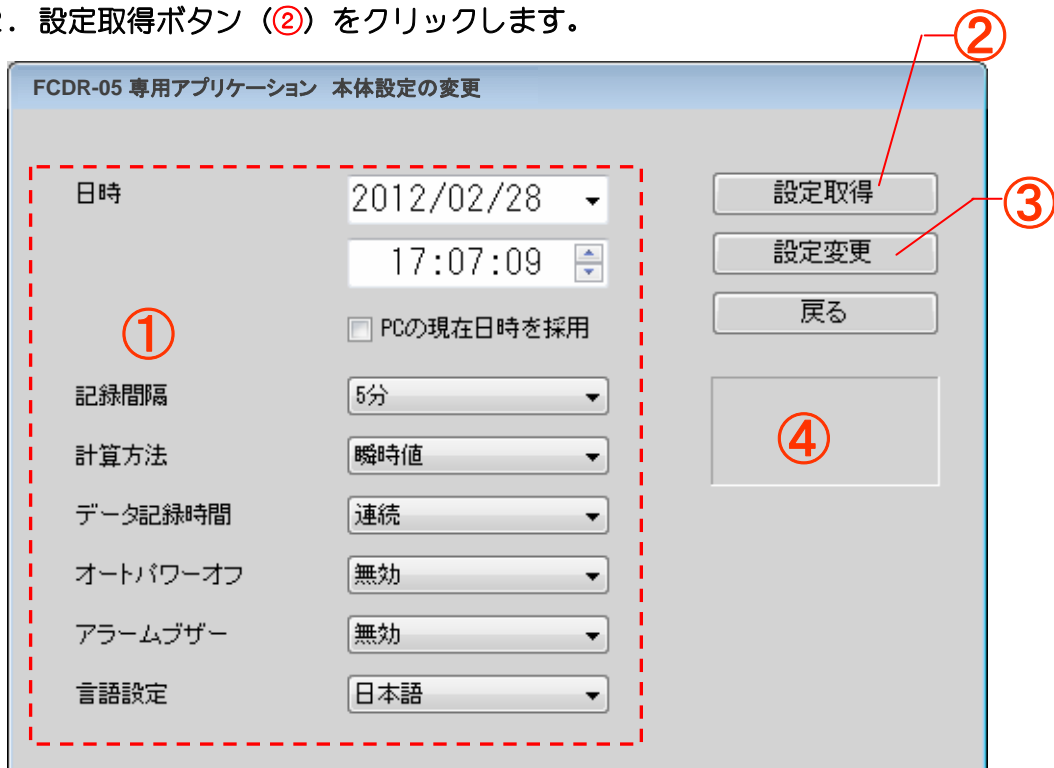 設定取得ボタン（②）をクリックします。
②
FCDR-05 専用アプリケーション 本体設定の変更
日時 2012/02/28 設定取得
③
17:07:09 設定変更
① PCの現在日時を採用 戻る
記録間隔 5分
④
計算方法 瞬時値
データ記録時間 連続
オートパワーオフ 無効
アラームブザー 無効
言語設定 日本語